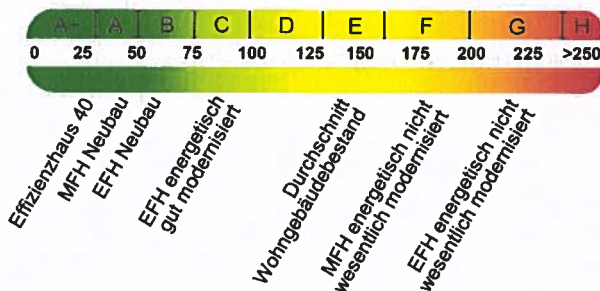 A+ A B C D E F G H
0 25 50 75 100 125 150 175 200 225 >250
Effizienzhaus 40
MFH Neubau
EFH Neubau
EFH energetisch
gut modernisiert
Durchschnitt
Wohngebäudebestand
MFH energetisch nicht
wesentlich modernisiert
EFH energetisch nicht
wesentlich modernisiert